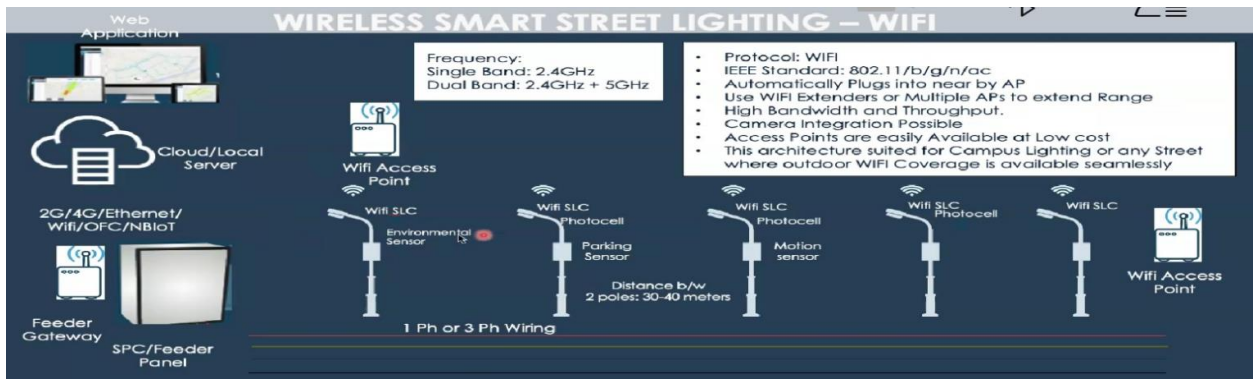 WIRELESS SMART STREET LIGHTING – WIFI
Web
Application
Frequency:
Single Band: 2.4GHz
Dual Band: 2.4GHz + 5GHz
• Protocol: WIFI
• IEEE Standard: 802.11/b/g/n/ac
• Automatically Plugs into near by AP
• Use WIFI Extenders or Multiple APs to extend Range
• High Bandwidth and Throughput.
• Camera Integration Possible
• Access Points are easily Available at Low cost
• This architecture suited for Campus Lighting or any Street
where outdoor WIFI Coverage is available seamlessly
Cloud/Local
Server
Wifi Access
Point
2G/4G/Ethernet/
Wifi/OFC/NBIoT
Wifi SLC
Environmental
Sensor
Wifi SLC
Photocell
Parking
Sensor
Wifi SLC
Photocell
Motion
sensor
Wifi SLC
Photocell
Wifi SLC
Wifi Access
Point
Distance b/w
2 poles: 30-40 meters
Feeder
Gateway
SPC/Feeder
Panel
1 Ph or 3 Ph Wiring